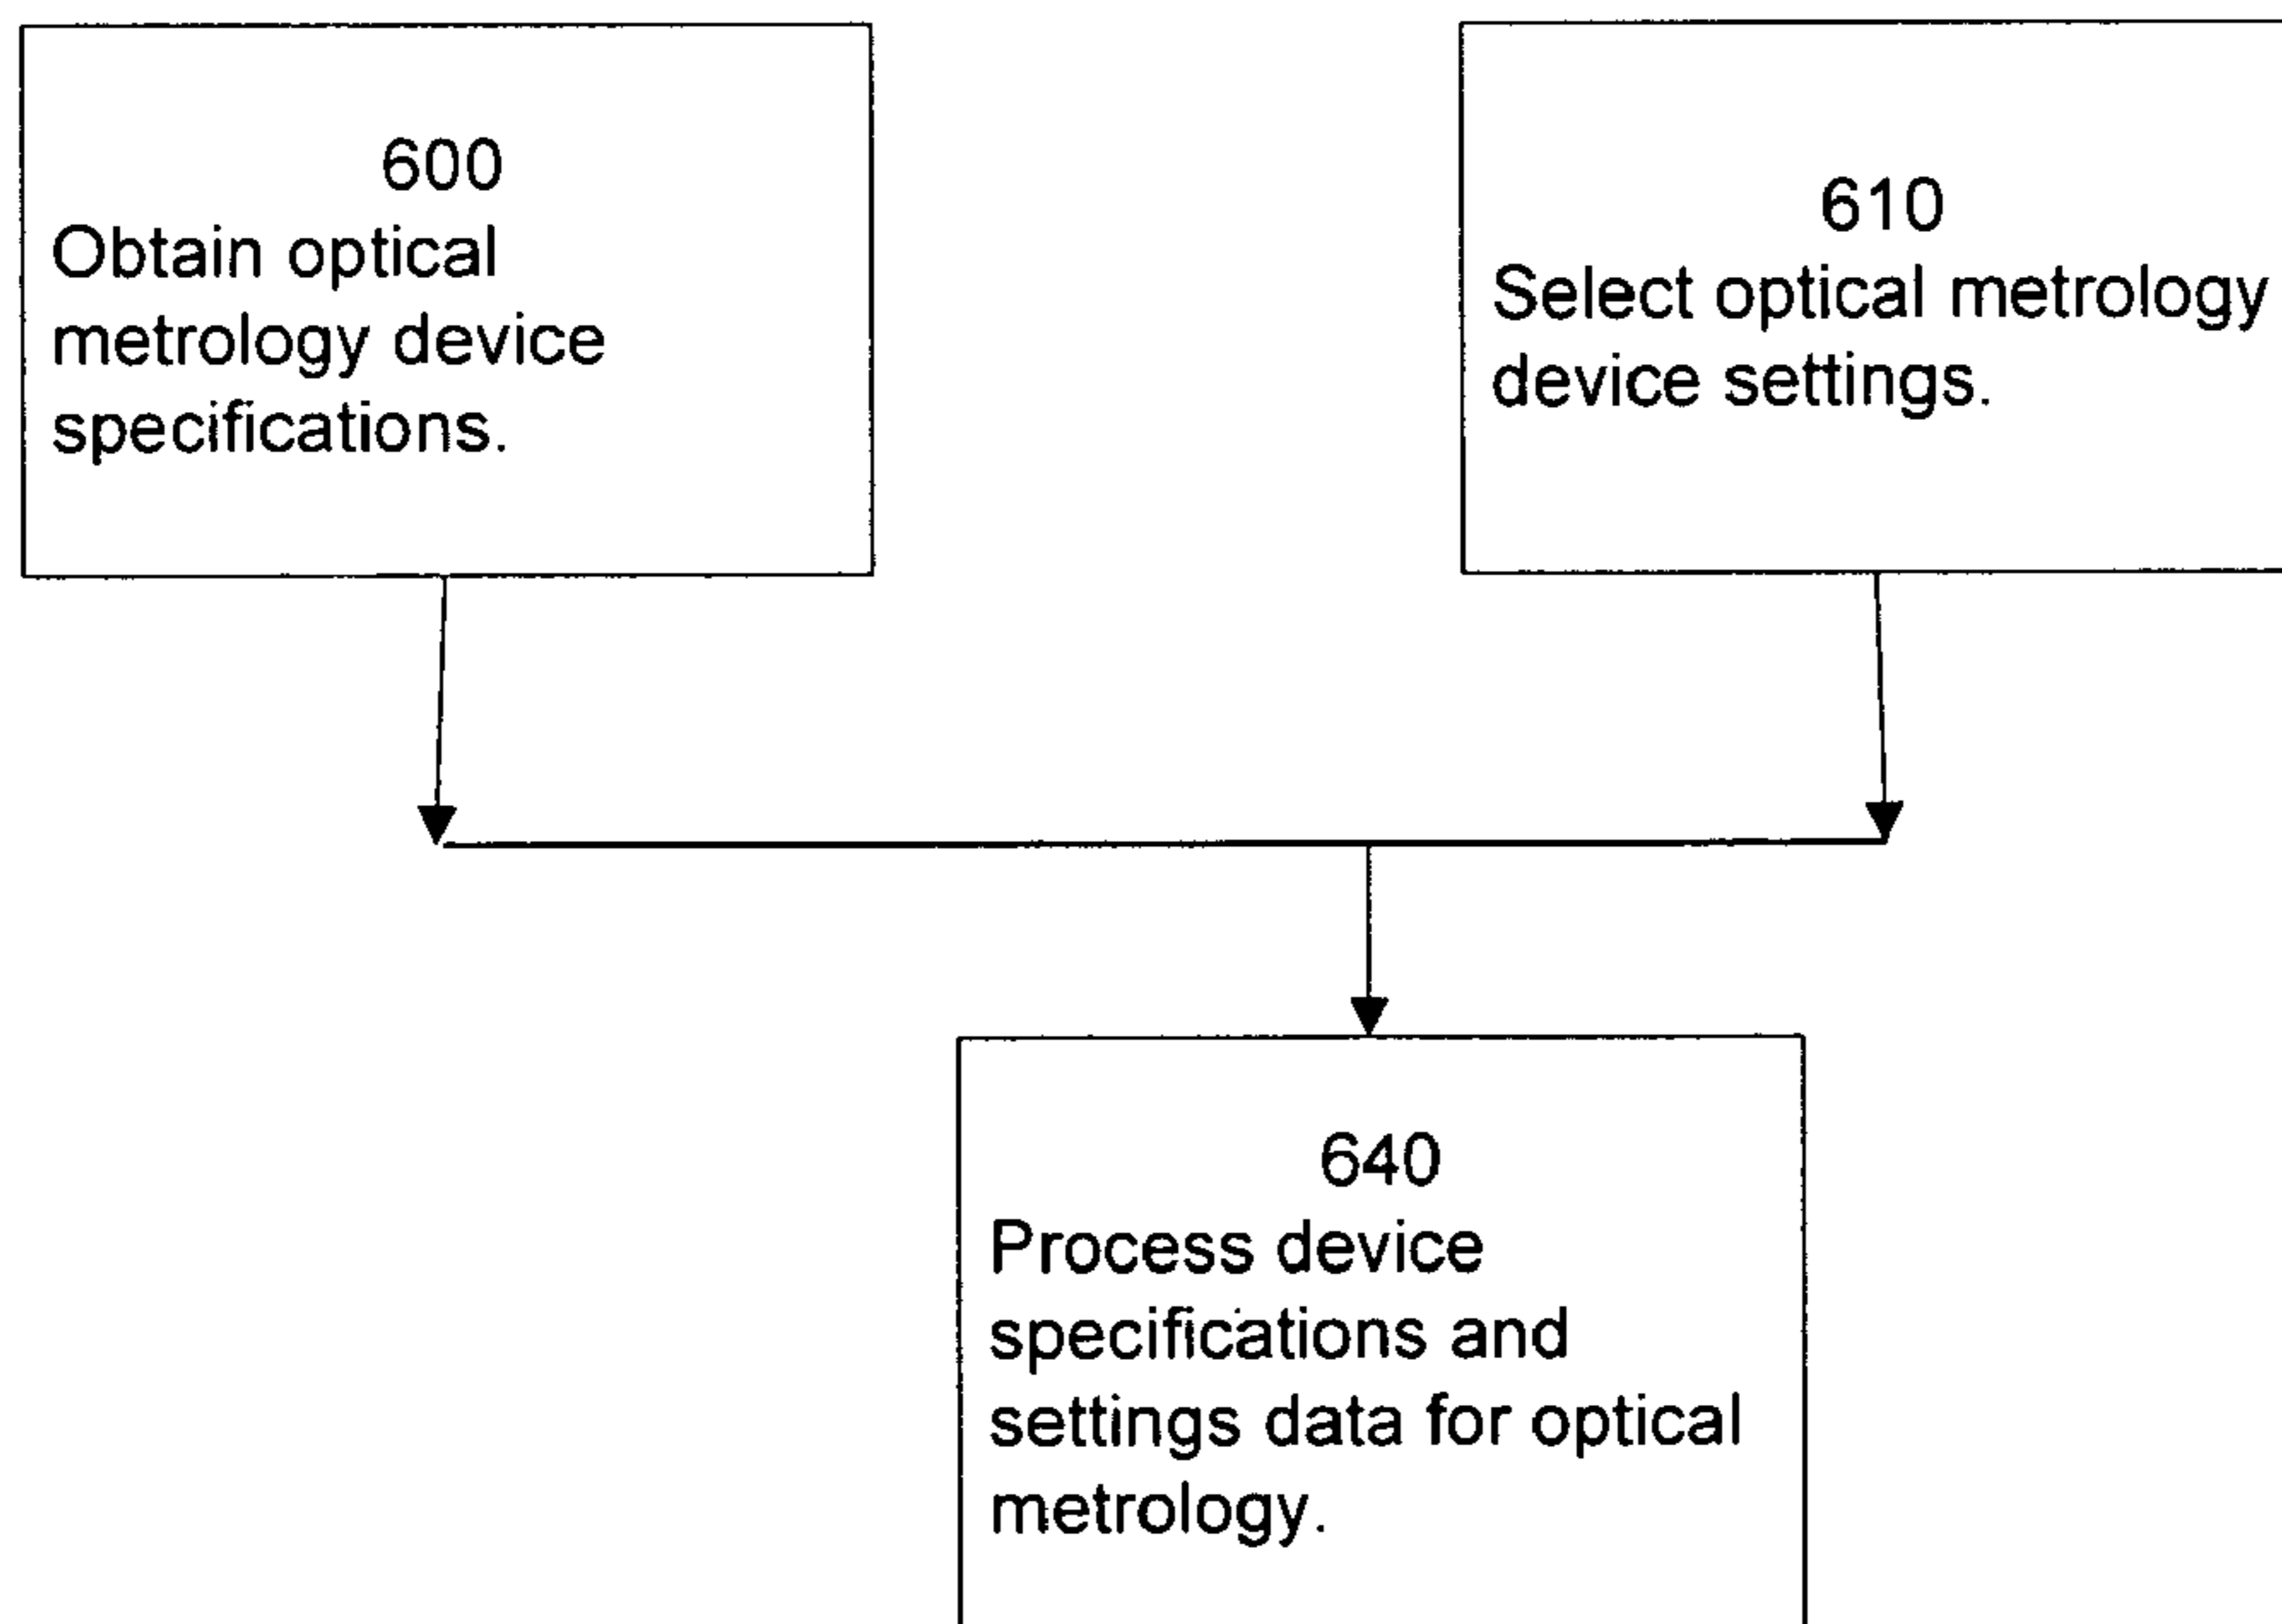 600
Obtain optical
metrology device
specifications.
610
Select optical metrology
device settings.
640
Process device
specifications and
settings data for optical
metrology.